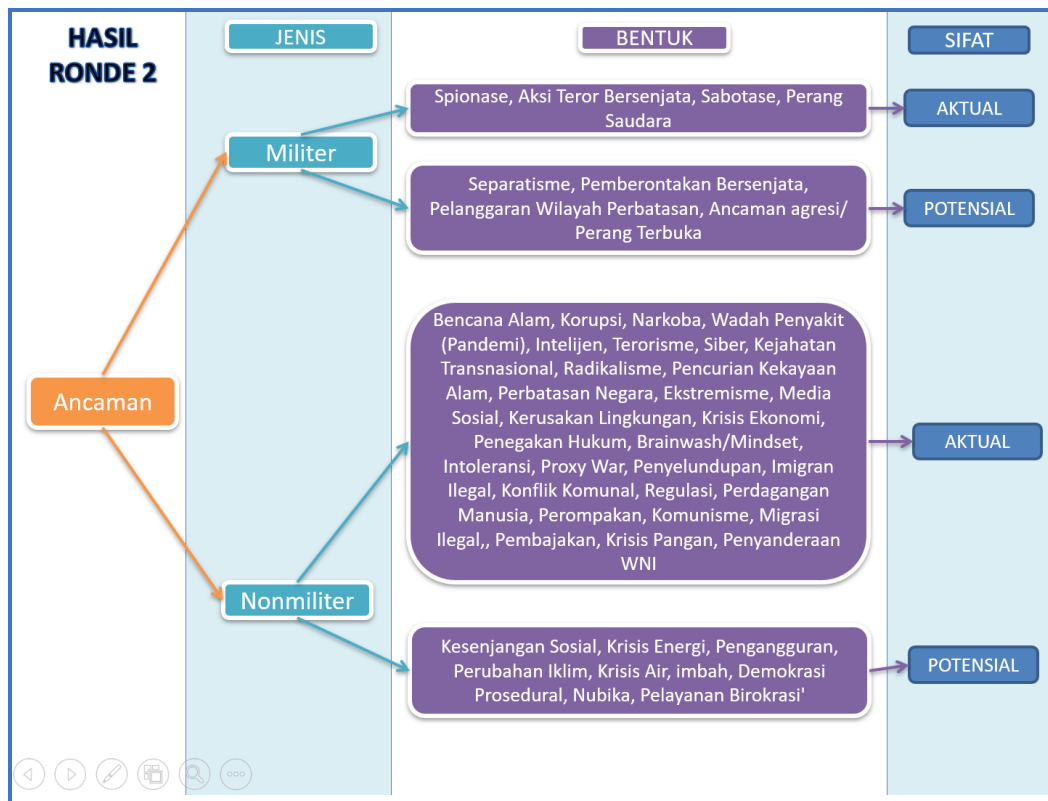 HASIL
RONDE 2
JENIS
BENTUK
SIFAT
Ancaman
Militer
Spionase, Aksi Teror Bersenjata, Sabotase, Perang
Saudara
AKTUAL
Separatisme, Pemberontakan Bersenjata,
Pelanggaran Wilayah Perbatasan, Ancaman agresi/
Perang Terbuka
POTENSIAL
Nonmiliter
Bencana Alam, Korupsi, Narkoba, Wadah Penyakit
(Pandemi), Intelijen, Terorisme, Siber, Kejahatan
Transnasional, Radikalisme, Pencurian Kekayaan
Alam, Perbatasan Negara, Ekstremisme, Media
Sosial, Kerusakan Lingkungan, Krisis Ekonomi,
Penegakan Hukum, Brainwash/Mindset,
Intoleransi, Proxy War, Penyelundupan, Imigran
Ilegal, Konflik Komunal, Regulasi, Perdagangan
Manusia, Perompakan, Komunisme, Migrasi
Ilegal,, Pembajakan, Krisis Pangan, Penyanderaan
WNI
AKTUAL
Kesenjangan Sosial, Krisis Energi, Pengangguran,
Perubahan Iklim, Krisis Air, imbah, Demokrasi
Prosedural, Nubika, Pelayanan Birokrasi'
POTENSIAL